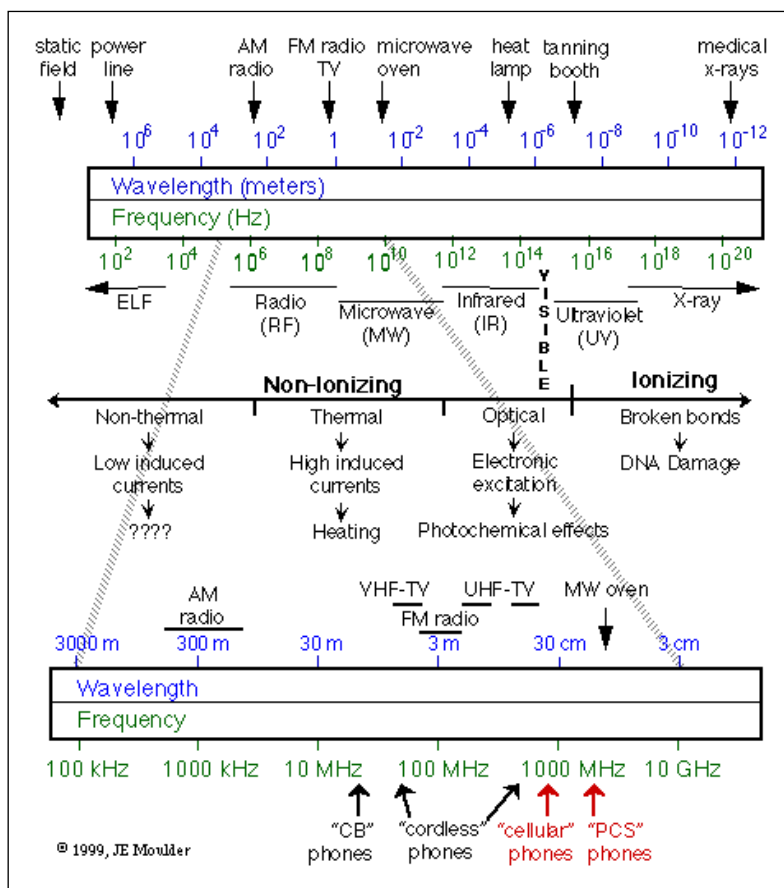 static power AM FM radio microwave heat tanning medical
field line radio TV oven lamp booth x-rays
10^6 10^4 10^2 1 10^-2 10^-4 10^-6 10^-8 10^-10 10^-12
Wavelength (meters)
Frequency (Hz)
10^2 10^4 10^6 10^8 10^10 10^12 10^14 10^16 10^18 10^20
ELF Radio (RF) Microwave (MW) Infrared (IR) VISIBLE Ultraviolet (UV) X-ray
Non-Ionizing Ionizing
Non-thermal Thermal Optical Broken bonds
Low induced High induced Electronic DNA Damage
currents currents excitation
???? Heating Photochemical effects
AM VHF-TV UHF-TV MW oven
radio FM radio
3000 m 300 m 30 m 3 m 30 cm 3 cm
Wavelength
Frequency
100 kHz 1000 kHz 10 MHz 100 MHz 1000 MHz 10 GHz
"CB" "cordless" "cellular" "PCS"
phones phones phones phones
© 1999, JE Moulder